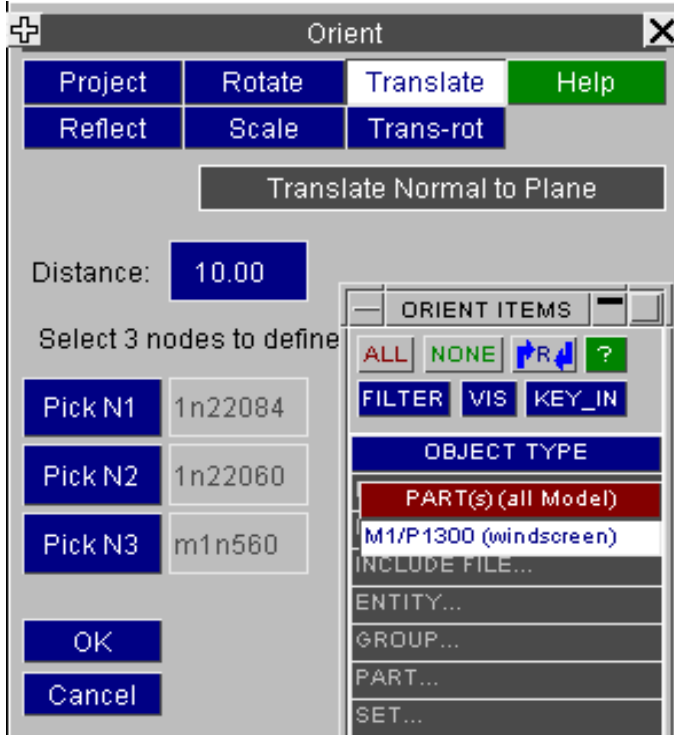 Orient
Project Rotate Translate Help
Reflect Scale Trans-rot
Translate Normal to Plane
Distance: 10.00
Select 3 nodes to define
Pick N1 1n22084
Pick N2 1n22060
Pick N3 m1n560
OK
Cancel
ORIENT ITEMS
ALL NONE R ?
FILTER VIS KEY_IN
OBJECT TYPE
PART(s) (all Model)
M1/P1300 (windscreen)
INCLUDE FILE...
ENTITY...
GROUP...
PART...
SET...